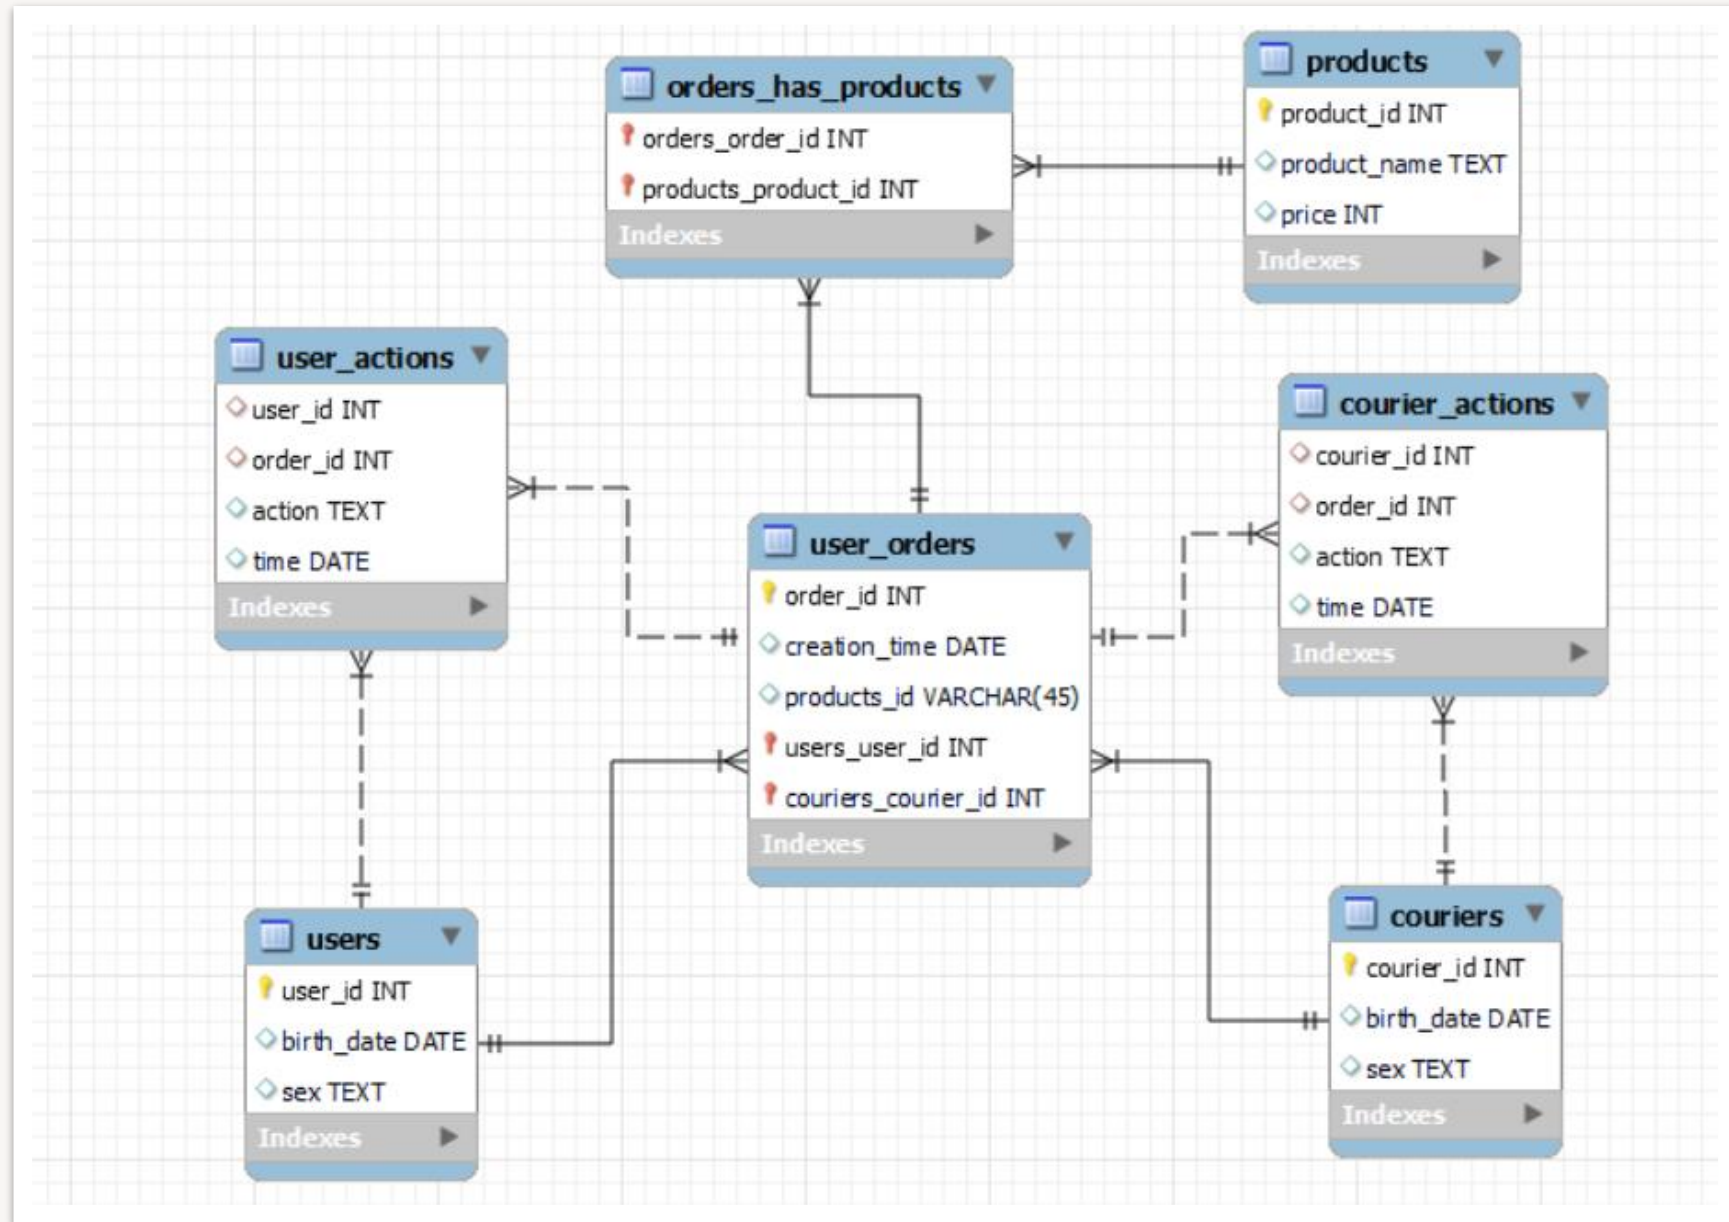 orders_has_products
orders_order_id INT
products_product_id INT
Indexes
products
product_id INT
product_name TEXT
price INT
Indexes
user_actions
user_id INT
order_id INT
action TEXT
time DATE
Indexes
courier_actions
courier_id INT
order_id INT
action TEXT
time DATE
Indexes
user_orders
order_id INT
creation_time DATE
products_id VARCHAR(45)
users_user_id INT
couriers_courier_id INT
Indexes
users
user_id INT
birth_date DATE
sex TEXT
Indexes
couriers
courier_id INT
birth_date DATE
sex TEXT
Indexes